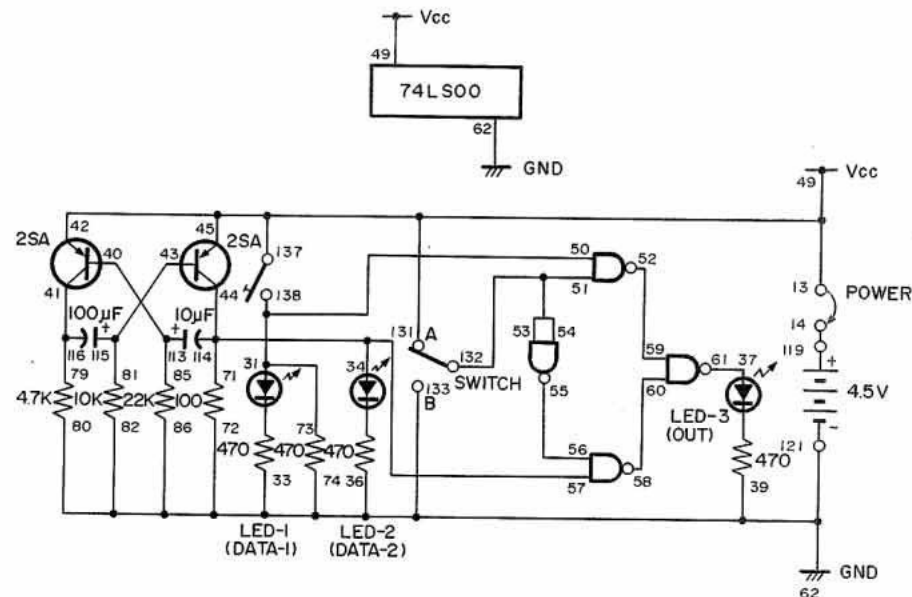 Vcc
49
74LS00
62
GND
49 Vcc
42 45
2SA 40 43 2SA 137
41 44 138
50 52
51
13 POWER
14
100µF 10µF
+ +
131 A
132
53 54
116 115 113 114
31 34
133 SWITCH
B
55
59
60
61 37
119
+
4.5V
-
79 81 85 71
4.7K 10K 22K 100
80 82 86 72
73
470 470 470
33 74 36
56
57 58
LED-3
(OUT)
470
39
121
LED-1 LED-2
(DATA-1) (DATA-2)
GND
62